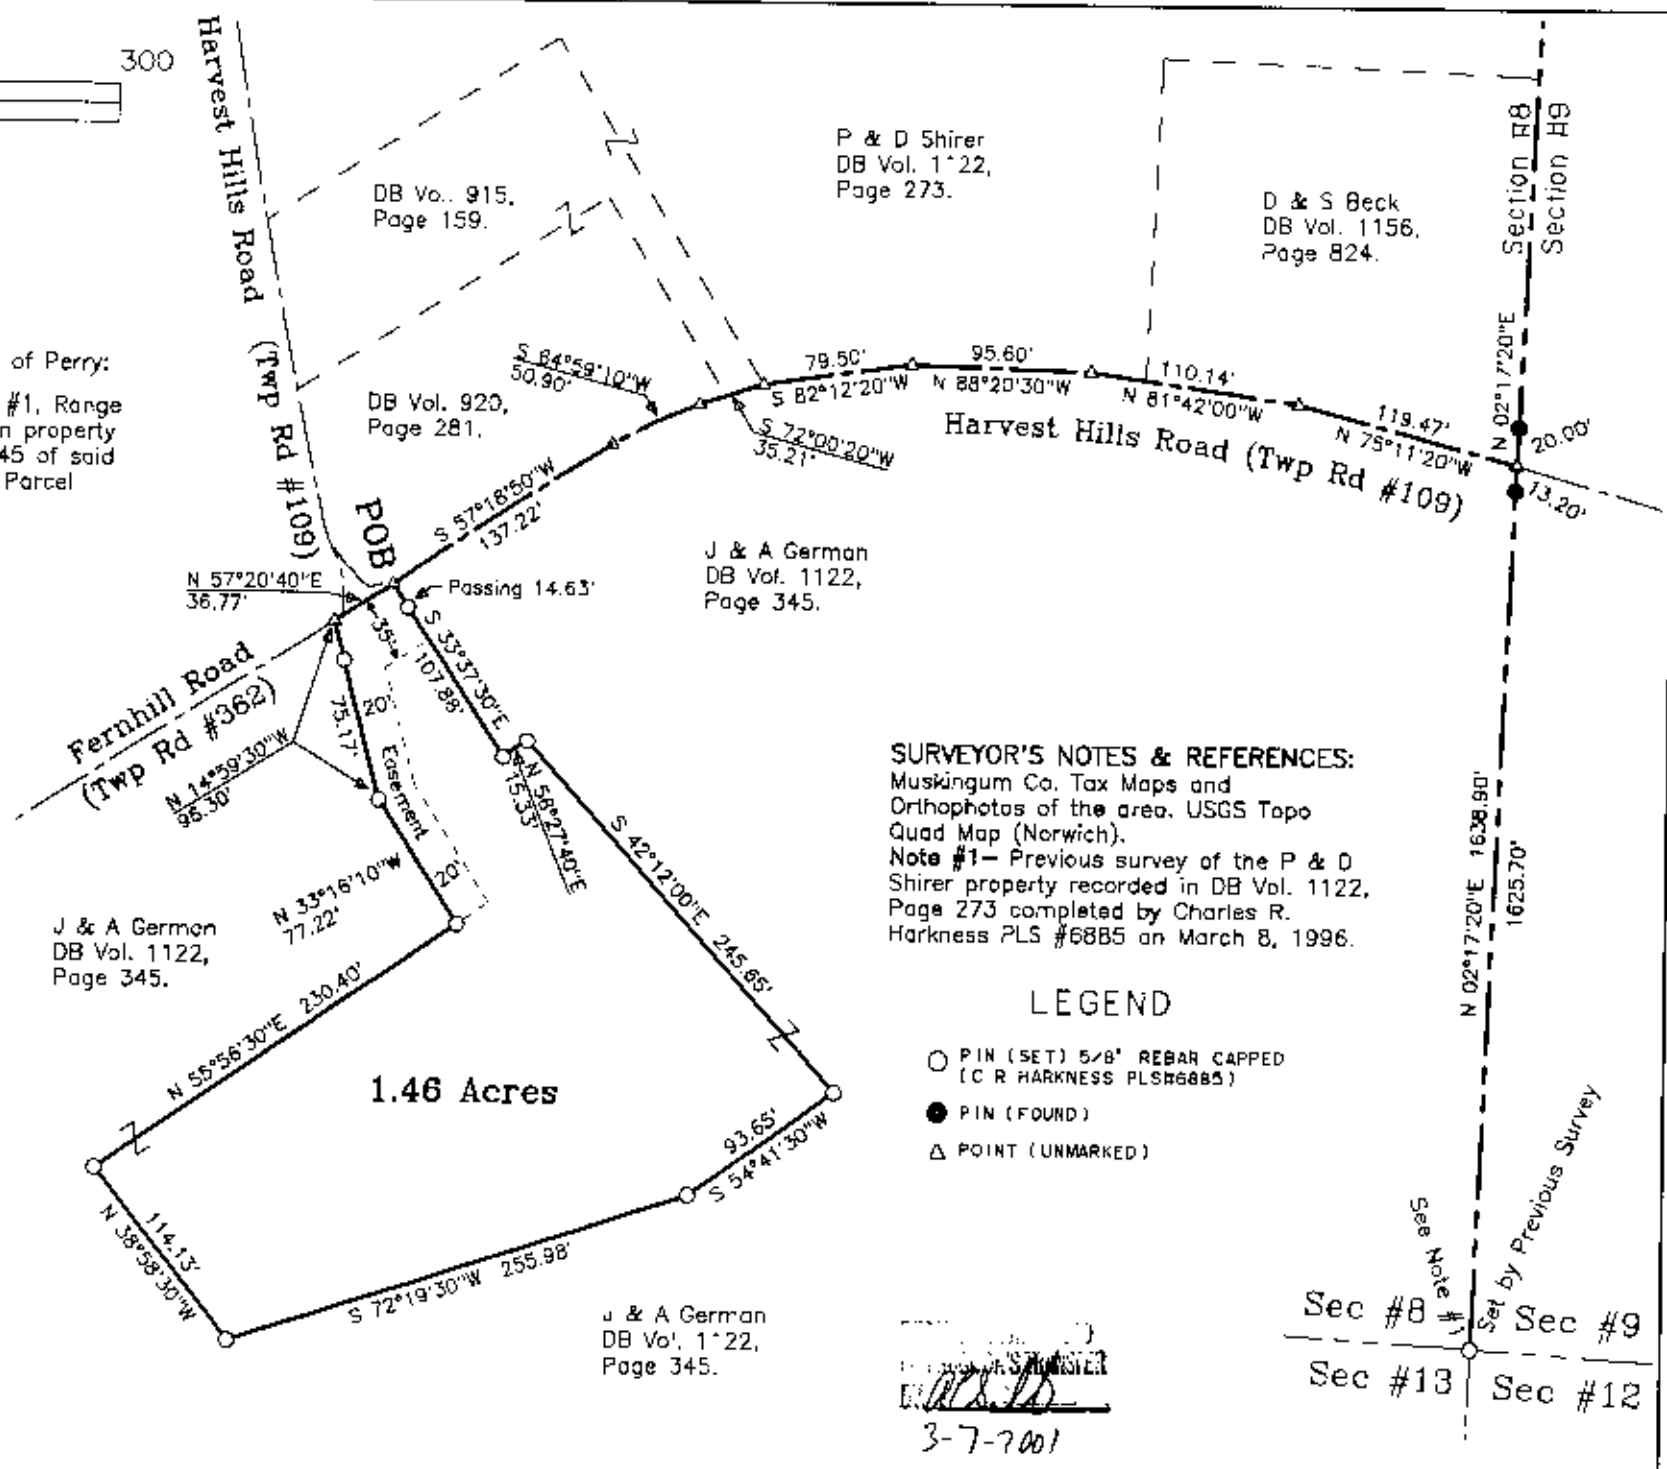 300
Harvest Hills Road (Twp Rd #109)
DB Vo.. 915,
Page 159.
P & D Shirer
DB Vol. 1122,
Page 273.
D & S Beck
DB Vol. 1156,
Page 824.
Section #8
Section #9
N 02°17'20"E
20.00'
13.20'
of Perry:
#1, Range
n property
45 of said
Parcel
DB Vol. 920,
Page 281.
S 64°59'10"W
50.90'
79.50'
S 82°12'20"W
95.60'
N 88°20'30"W
110.14'
N 81°42'00"W
119.47'
N 75°11'20"W
S 72°00'20"W
35.21'
Harvest Hills Road (Twp Rd #109)
S 57°18'50"W
137.22'
POB
N 57°20'40"E
36.77'
Passing 14.63'
J & A German
DB Vol. 1122,
Page 345.
Fernhill Road
(Twp Rd #362)
35'
S 33°37'30"E
107.88'
75.17'
20'
Easement
20'
N 14°59'30"W
96.30'
N 56°27'40"E
15.33'
N 33°16'10"W
77.22'
S 42°12'00"E 245.65'
J & A German
DB Vol. 1122,
Page 345.
N 55°56'30"E 230.40'
1.46 Acres
93.65'
S 54°41'30"W
114.13'
N 38°58'30"W
S 72°19'30"W 255.98'
J & A German
DB Vol. 1122,
Page 345.
SURVEYOR'S NOTES & REFERENCES:
Muskingum Co. Tax Maps and
Orthophotos of the area. USGS Topo
Quad Map (Norwich).
Note #1- Previous survey of the P & D
Shirer property recorded in DB Vol. 1122,
Page 273 completed by Charles R.
Harkness PLS #6885 on March 8, 1996.
LEGEND
PIN (SET) 5/8" REBAR CAPPED
(C R HARKNESS PLS#6885)
PIN (FOUND)
POINT (UNMARKED)
N 02°17'20"E 1638.90'
1625.70'
See Note #1
Set by Previous Survey
Sec #8
Sec #9
Sec #13
Sec #12
3-7-2001